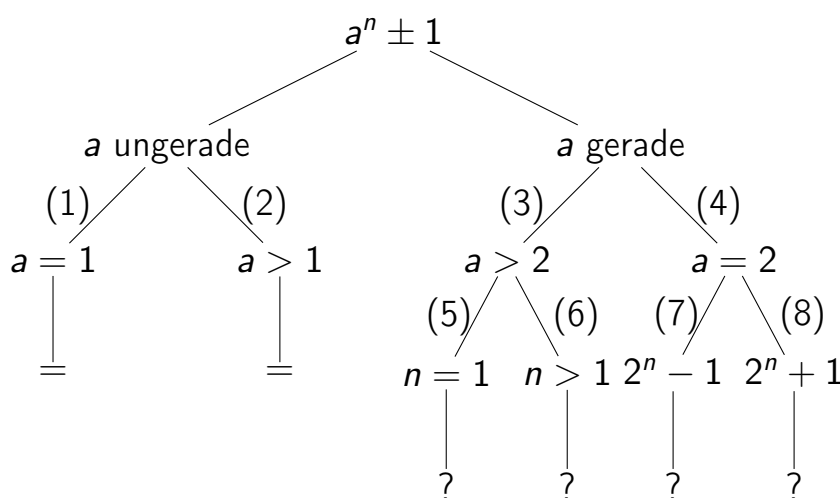 aⁿ ± 1
a ungerade a gerade
(1) (2) (3) (4)
a = 1 a > 1 a > 2 a = 2
(5) (6) (7) (8)
= = n = 1 n > 1 2ⁿ − 1 2ⁿ + 1
? ? ? ?